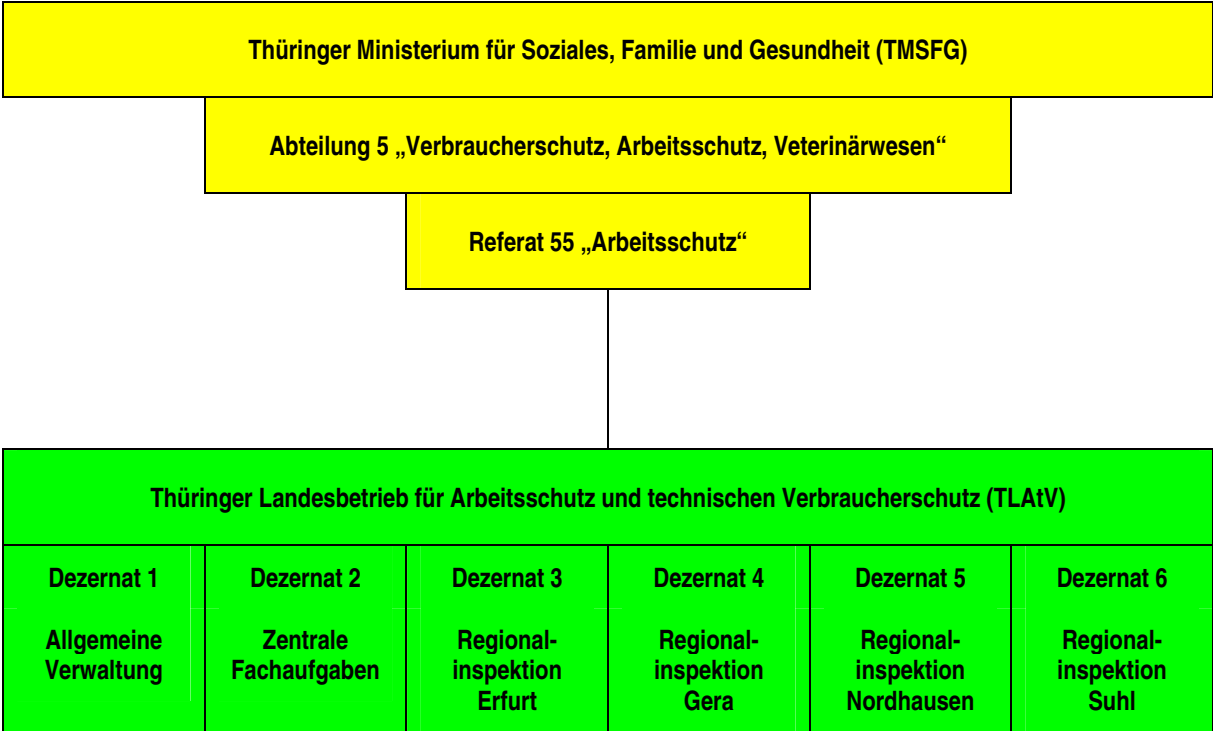 Thüringer Ministerium für Soziales, Familie und Gesundheit (TMSFG)
Abteilung 5 „Verbraucherschutz, Arbeitsschutz, Veterinärwesen“
Referat 55 „Arbeitsschutz“
Thüringer Landesbetrieb für Arbeitsschutz und technischen Verbraucherschutz (TLAtV)
Dezernat 1
Allgemeine
Verwaltung
Dezernat 2
Zentrale
Fachaufgaben
Dezernat 3
Regional-
inspektion
Erfurt
Dezernat 4
Regional-
inspektion
Gera
Dezernat 5
Regional-
inspektion
Nordhausen
Dezernat 6
Regional-
inspektion
Suhl